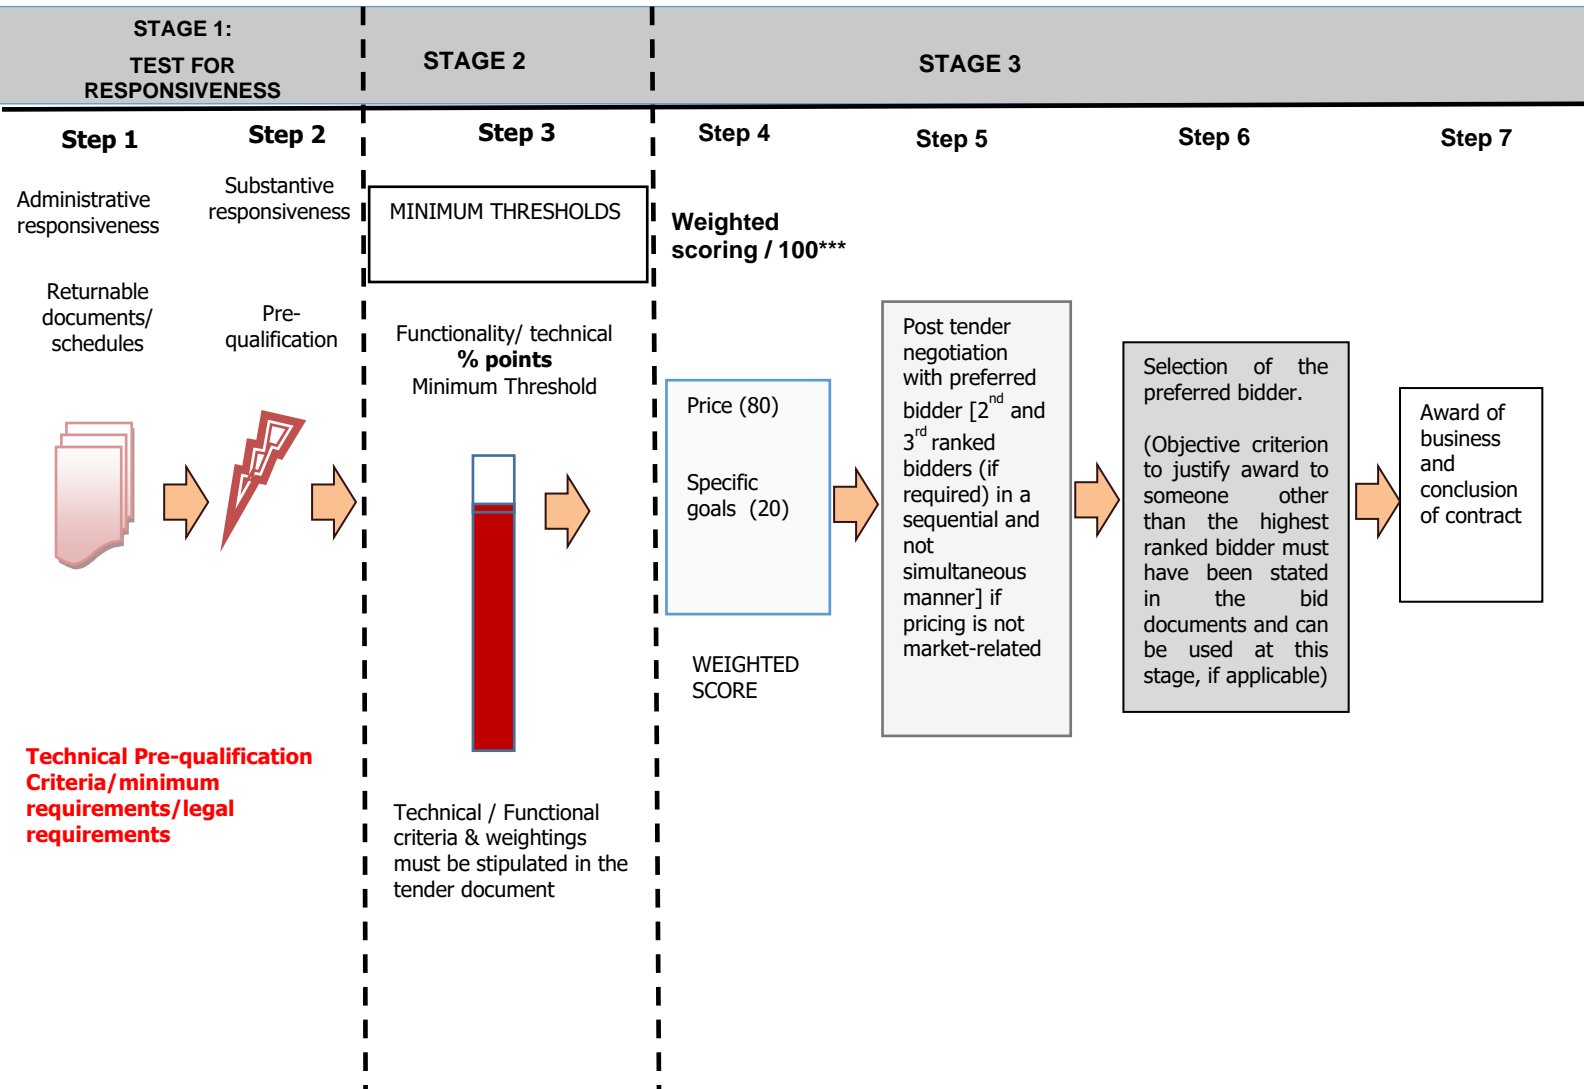 STAGE 1:
TEST FOR
RESPONSIVENESS
STAGE 2
STAGE 3
Step 1
Step 2
Step 3
Step 4
Step 5
Step 6
Step 7
Administrative
responsiveness
Returnable
documents/
schedules
Substantive
responsiveness
Pre-
qualification
Technical Pre-qualification
Criteria/minimum
requirements/legal
requirements
MINIMUM THRESHOLDS
Functionality/ technical
% points
Minimum Threshold
Technical / Functional
criteria & weightings
must be stipulated in the
tender document
Weighted
scoring / 100***
Price (80)
Specific
goals (20)
WEIGHTED
SCORE
Post tender
negotiation
with preferred
bidder [2nd and
3rd ranked
bidders (if
required) in a
sequential and
not
simultaneous
manner] if
pricing is not
market-related
Selection of the
preferred bidder.
(Objective criterion
to justify award to
someone other
than the highest
ranked bidder must
have been stated
in the bid
documents and can
be used at this
stage, if applicable)
Award of
business
and
conclusion
of contract